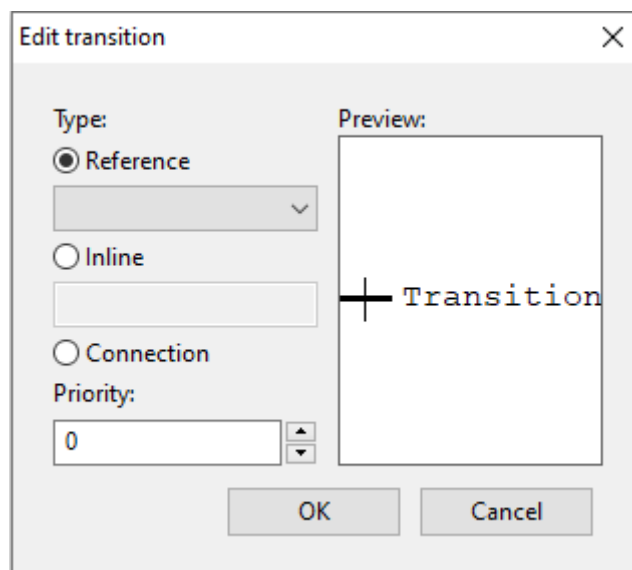 Edit transition
Type:
Reference
Inline
Connection
Priority:
0
Preview:
Transition
OK
Cancel